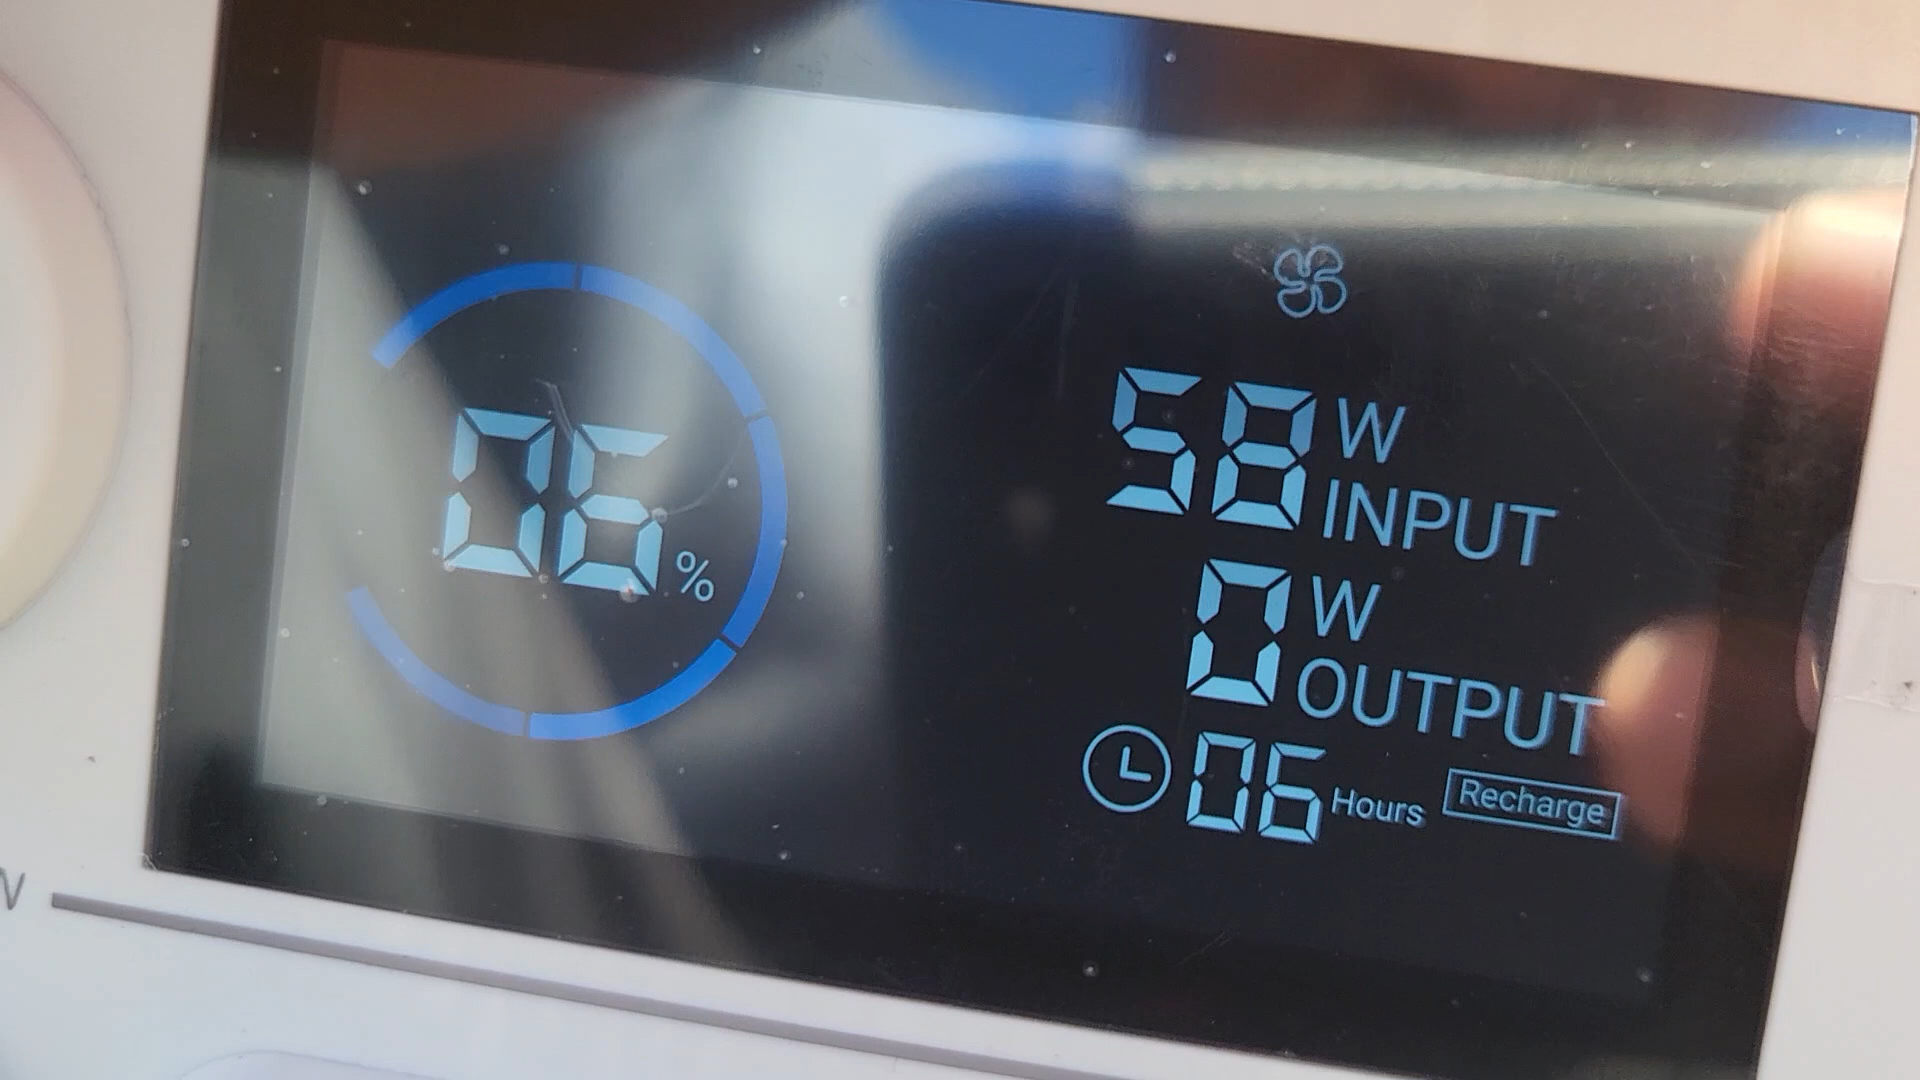 06 %
58 W
INPUT
0 W
OUTPUT
06 Hours Recharge